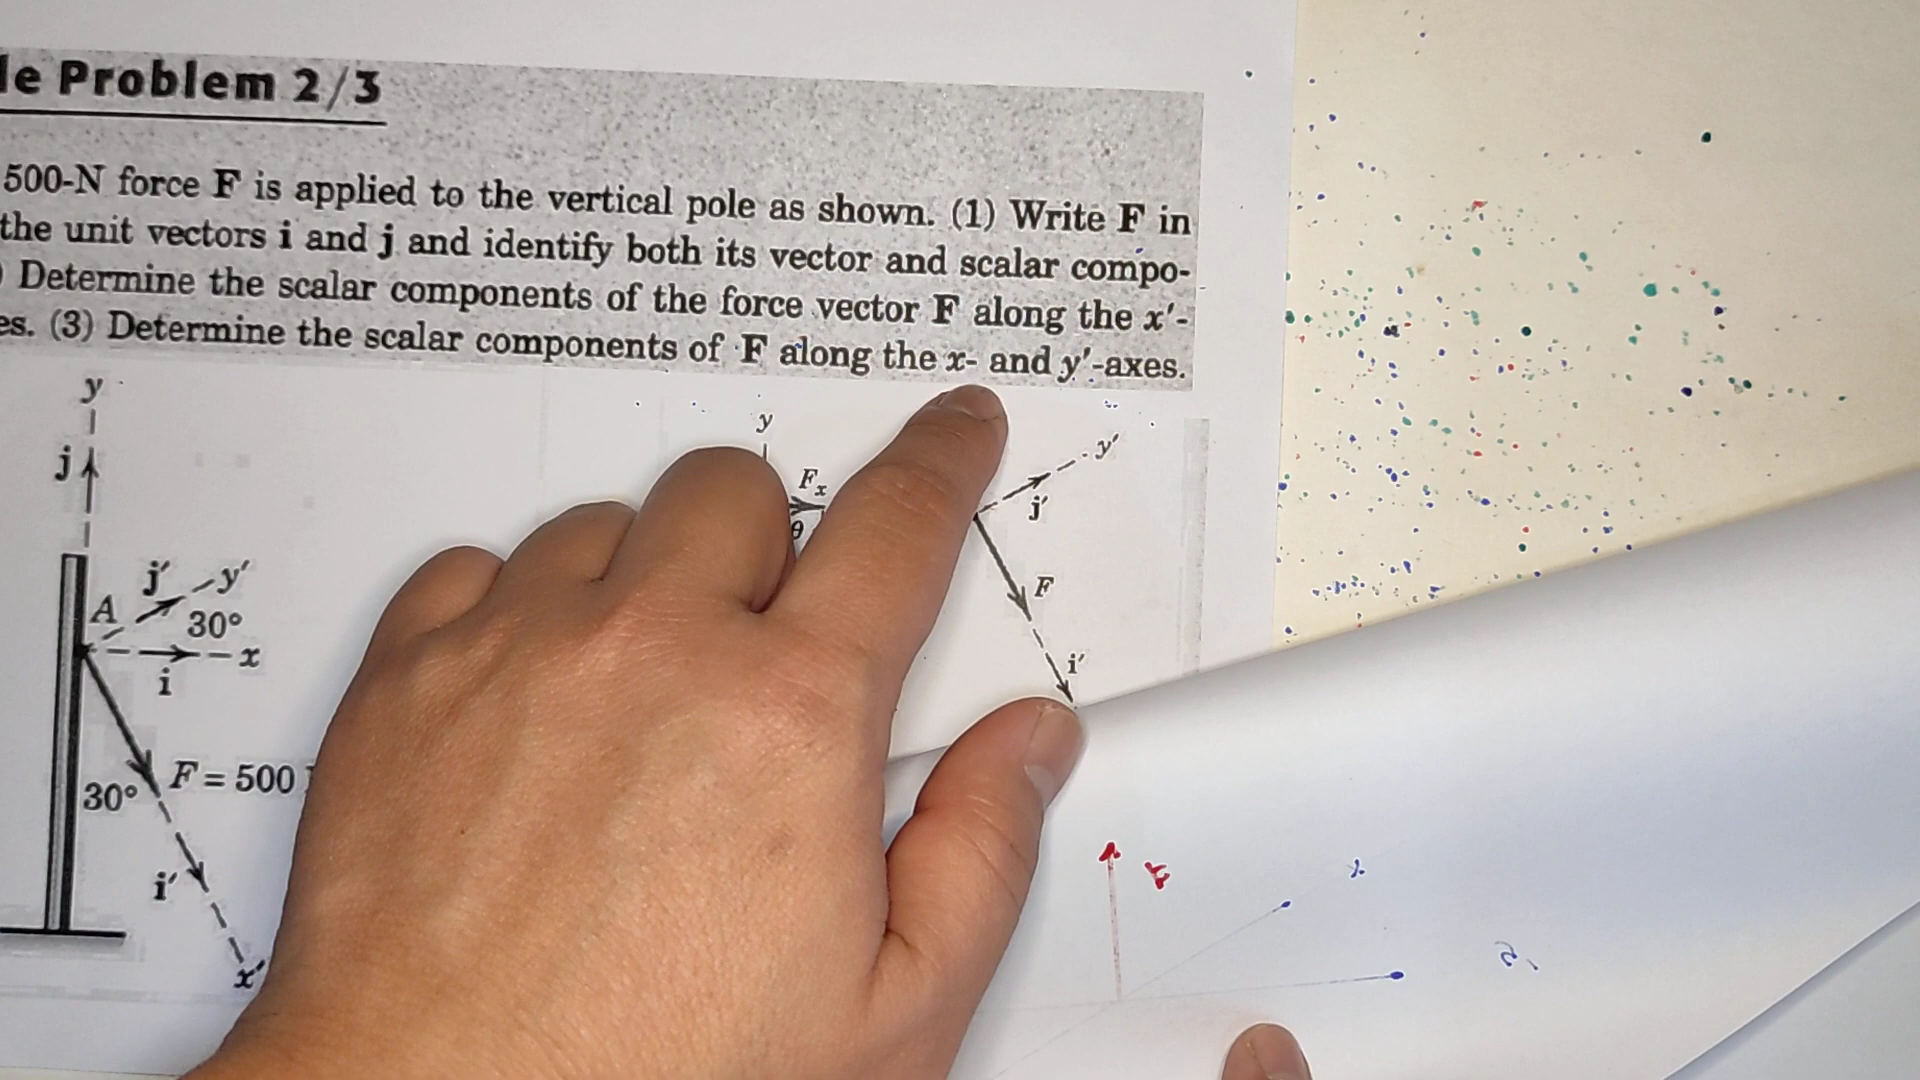 le Problem 2/3
500-N force F is applied to the vertical pole as shown. (1) Write F in
the unit vectors i and j and identify both its vector and scalar compo-
) Determine the scalar components of the force vector F along the x′-
es. (3) Determine the scalar components of F along the x- and y′-axes.
y
j
j′
y′
A
30°
x
i
F = 500
30°
i′
x′
y
Fx
θ
y′
j′
F
i′